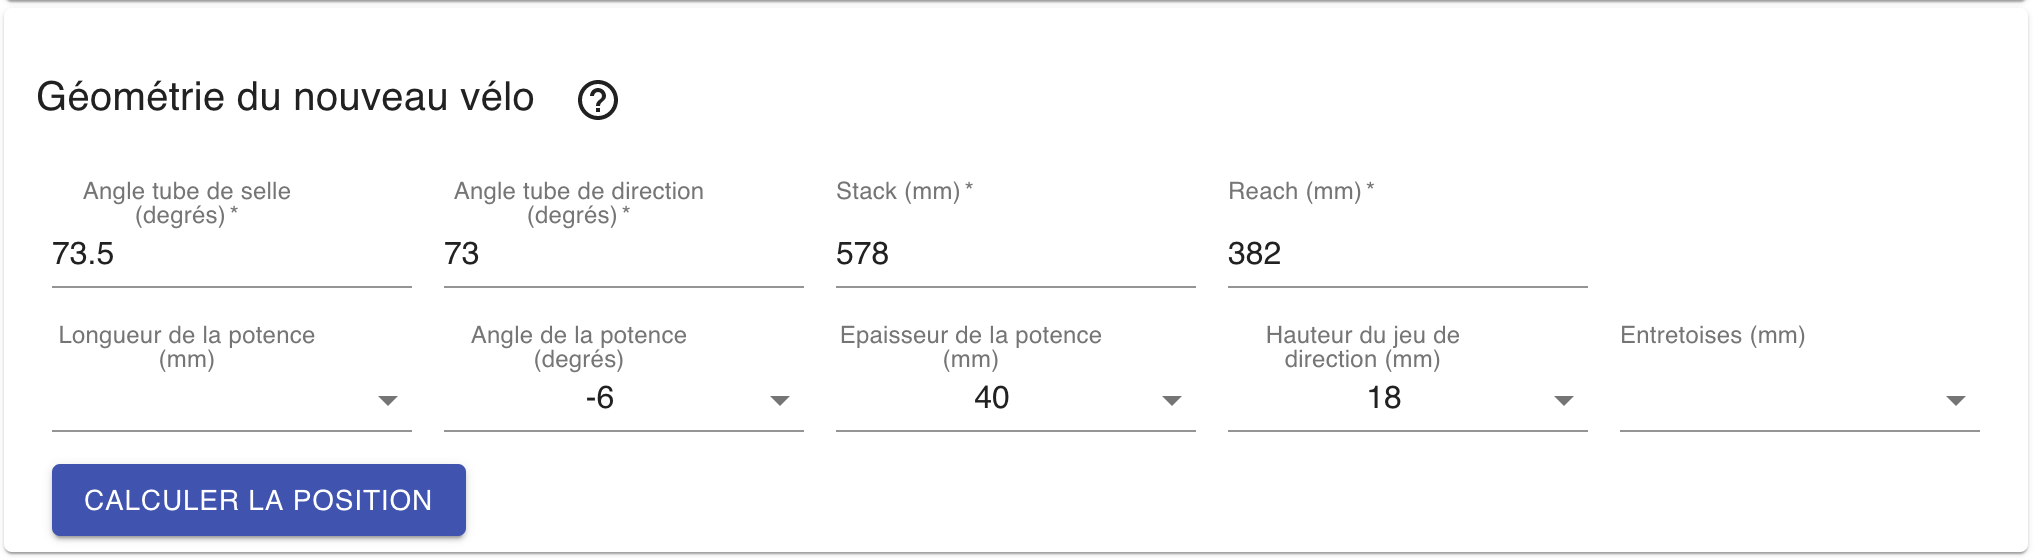 Géométrie du nouveau vélo ?
Angle tube de selle
(degrés) *
73.5
Angle tube de direction
(degrés) *
73
Stack (mm) *
578
Reach (mm) *
382
Longueur de la potence
(mm)
Angle de la potence
(degrés)
-6
Epaisseur de la potence
(mm)
40
Hauteur du jeu de
direction (mm)
18
Entretoises (mm)
CALCULER LA POSITION